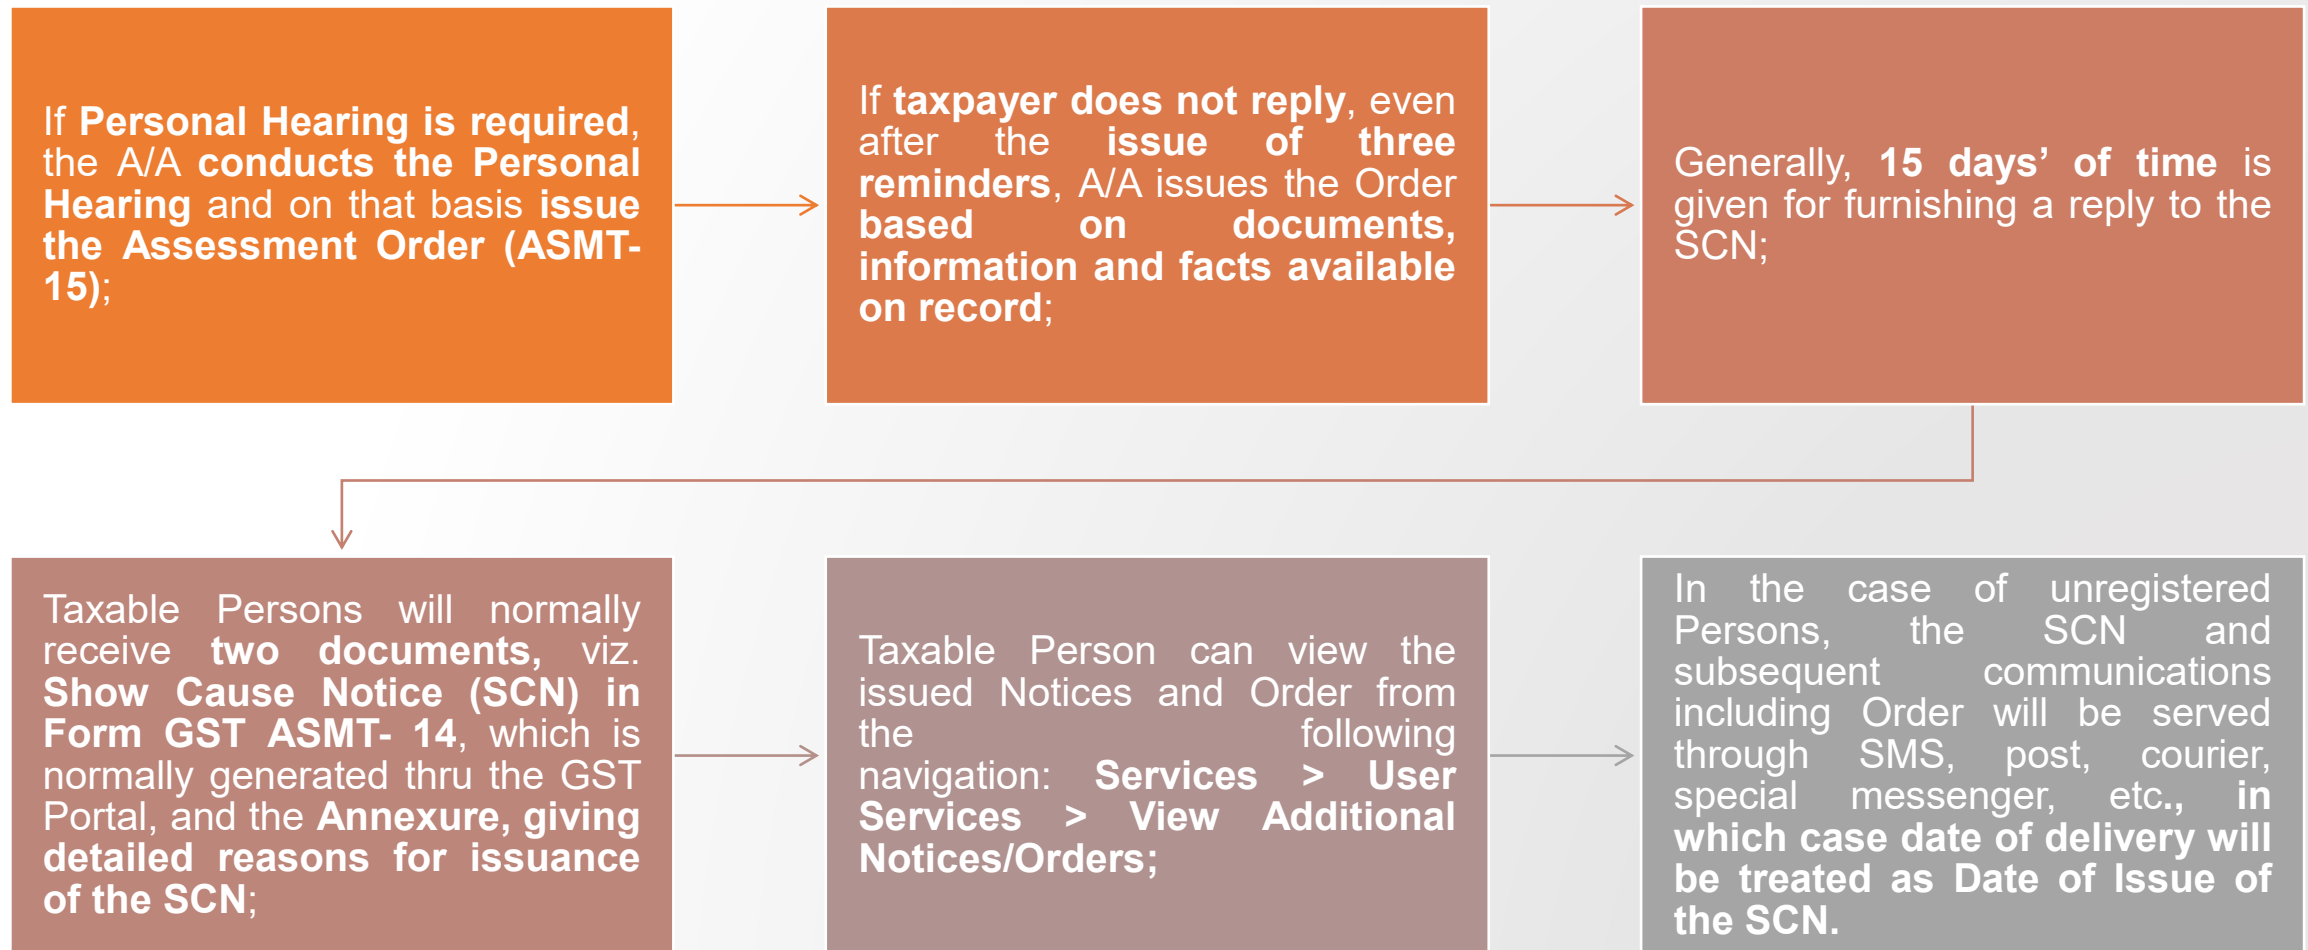 If Personal Hearing is required,
the A/A conducts the Personal
Hearing and on that basis issue
the Assessment Order (ASMT-
15);
If taxpayer does not reply, even
after the issue of three
reminders, A/A issues the Order
based on documents,
information and facts available
on record;
Generally, 15 days’ of time is
given for furnishing a reply to the
SCN;
Taxable Persons will normally
receive two documents, viz.
Show Cause Notice (SCN) in
Form GST ASMT- 14, which is
normally generated thru the GST
Portal, and the Annexure, giving
detailed reasons for issuance
of the SCN;
Taxable Person can view the
issued Notices and Order from
the following
navigation: Services > User
Services > View Additional
Notices/Orders;
In the case of unregistered
Persons, the SCN and
subsequent communications
including Order will be served
through SMS, post, courier,
special messenger, etc., in
which case date of delivery will
be treated as Date of Issue of
the SCN.